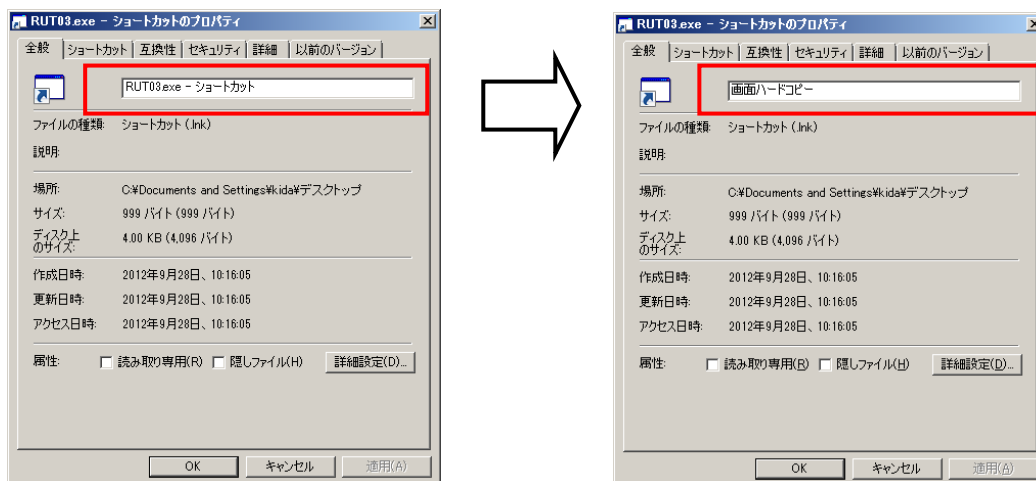 RUT03.exe - ショートカットのプロパティ
全般 ショートカット 互換性 セキュリティ 詳細 以前のバージョン
RUT03.exe - ショートカット
ファイルの種類: ショートカット (.lnk)
説明:
場所: C:¥Documents and Settings¥kida¥デスクトップ
サイズ: 999 バイト (999 バイト)
ディスク上
のサイズ: 4.00 KB (4,096 バイト)
作成日時: 2012年9月28日、10:16:05
更新日時: 2012年9月28日、10:16:05
アクセス日時: 2012年9月28日、10:16:05
属性: 読み取り専用(R) 隠しファイル(H) 詳細設定(D)...
OK キャンセル 適用(A)
RUT03.exe - ショートカットのプロパティ
全般 ショートカット 互換性 セキュリティ 詳細 以前のバージョン
画面ハードコピー
ファイルの種類: ショートカット (.lnk)
説明:
場所: C:¥Documents and Settings¥kida¥デスクトップ
サイズ: 999 バイト (999 バイト)
ディスク上
のサイズ: 4.00 KB (4,096 バイト)
作成日時: 2012年9月28日、10:16:05
更新日時: 2012年9月28日、10:16:05
アクセス日時: 2012年9月28日、10:16:05
属性: 読み取り専用(R) 隠しファイル(H) 詳細設定(D)...
OK キャンセル 適用(A)